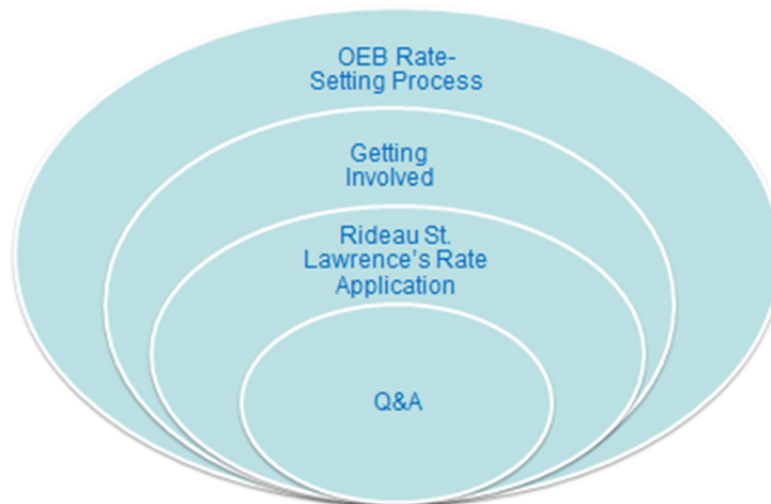 OEB Rate-
Setting Process
Getting
Involved
Rideau St.
Lawrence's Rate
Application
Q&A